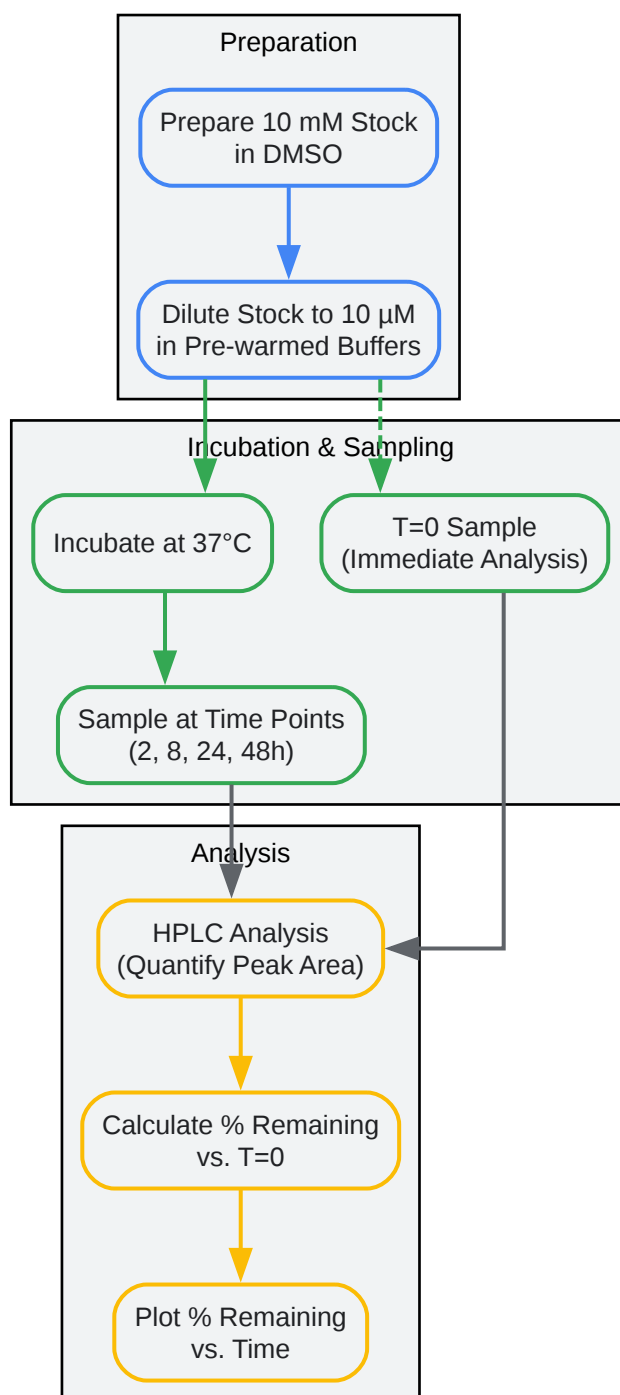 Preparation
Prepare 10 mM Stock
in DMSO
Dilute Stock to 10 µM
in Pre-warmed Buffers
Incubation & Sampling
Incubate at 37°C
T=0 Sample
(Immediate Analysis)
Sample at Time Points
(2, 8, 24, 48h)
Analysis
HPLC Analysis
(Quantify Peak Area)
Calculate % Remaining
vs. T=0
Plot % Remaining
vs. Time